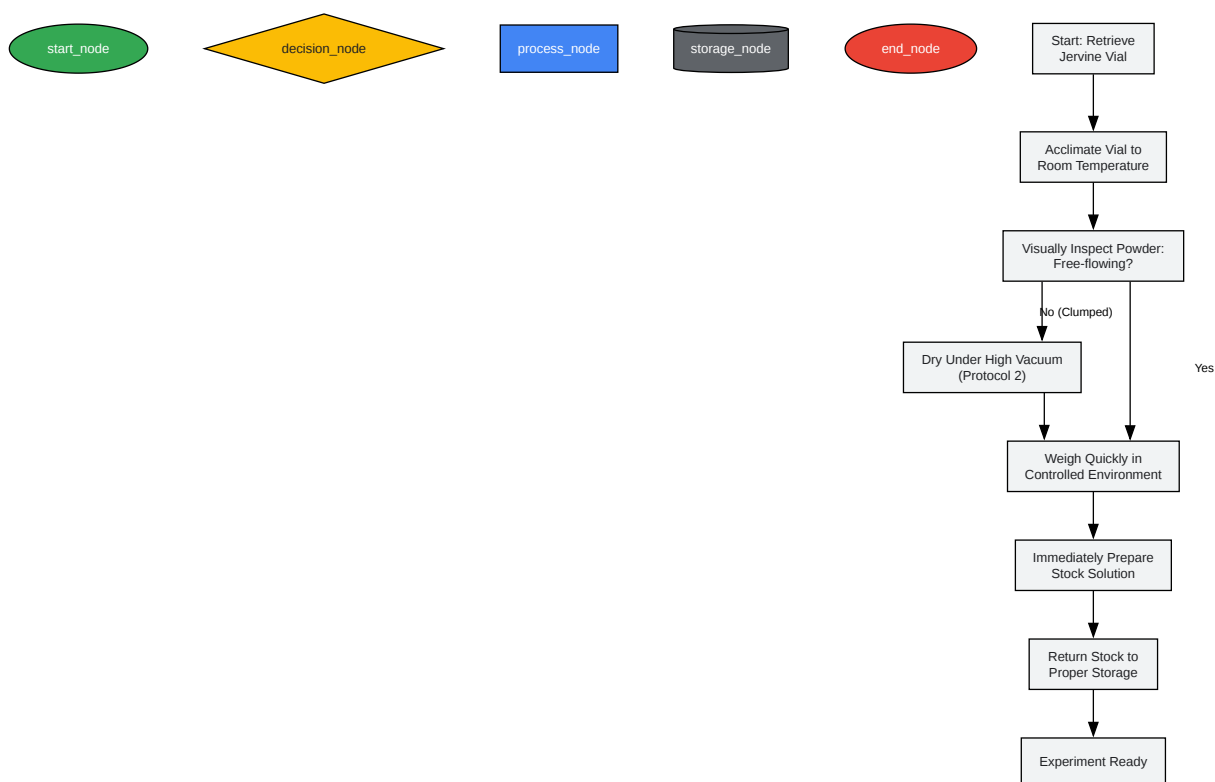 start_node
decision_node
process_node
storage_node
end_node
Start: Retrieve
Jervine Vial
Acclimate Vial to
Room Temperature
Visually Inspect Powder:
Free-flowing?
No (Clumped)
Dry Under High Vacuum
(Protocol 2)
Yes
Weigh Quickly in
Controlled Environment
Immediately Prepare
Stock Solution
Return Stock to
Proper Storage
Experiment Ready